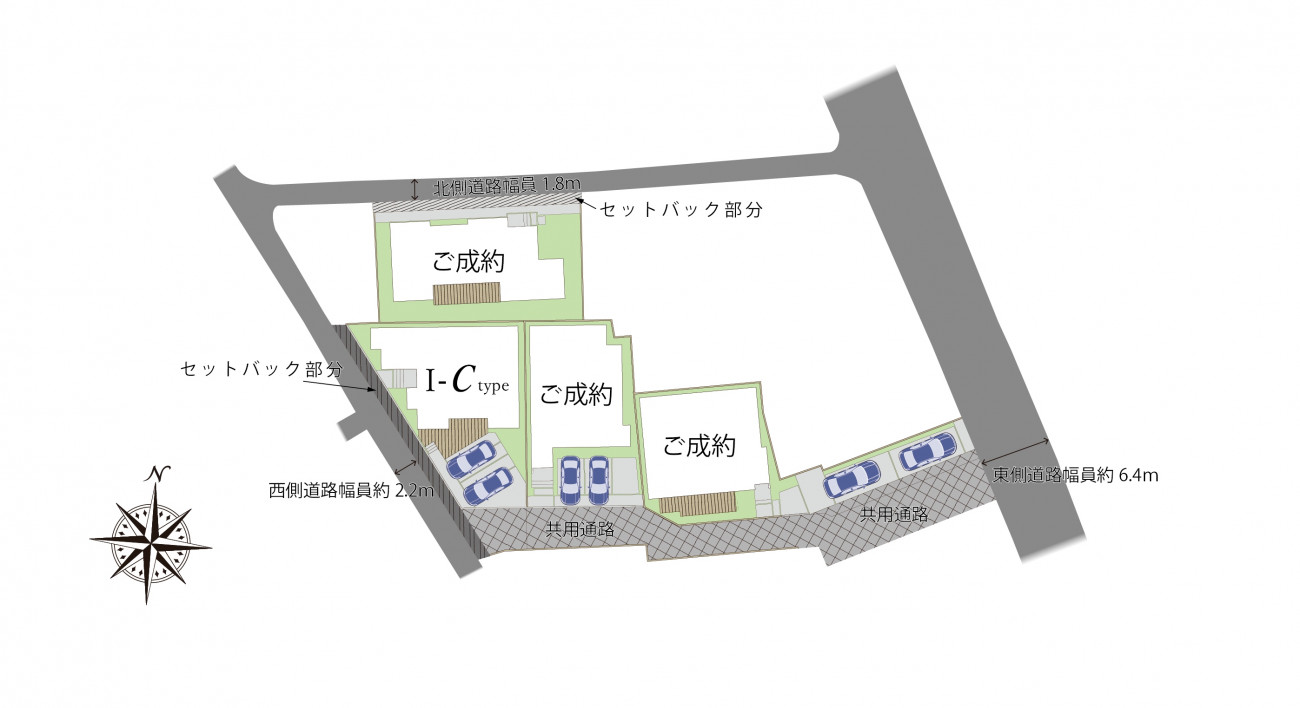 北側道路幅員 1.8m
セットバック部分
ご成約
セットバック部分
I-C type
ご成約
ご成約
N
西側道路幅員約 2.2m
東側道路幅員約 6.4m
共用通路
共用通路